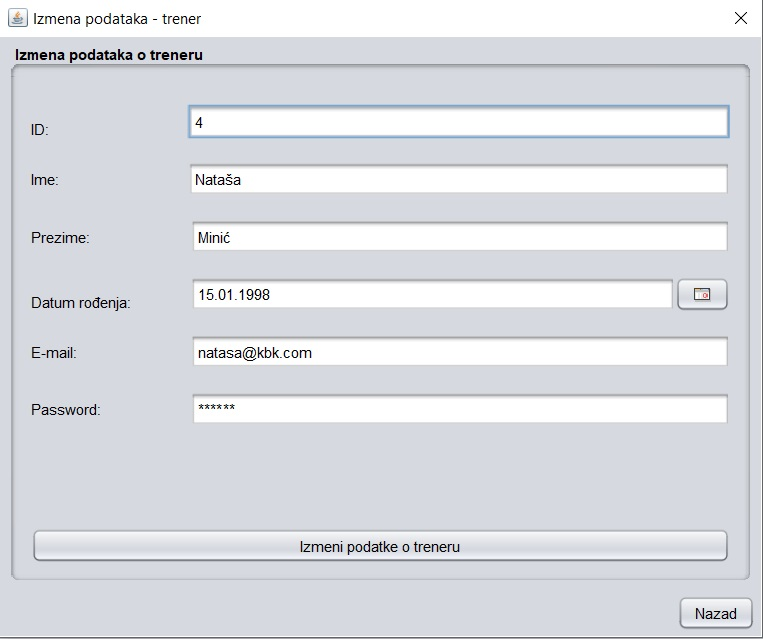 Izmena podataka - trener
Izmena podataka o treneru
ID: 4
Ime: Nataša
Prezime: Minić
Datum rođenja: 15.01.1998
E-mail: natasa@kbk.com
Password: ******
Izmeni podatke o treneru
Nazad